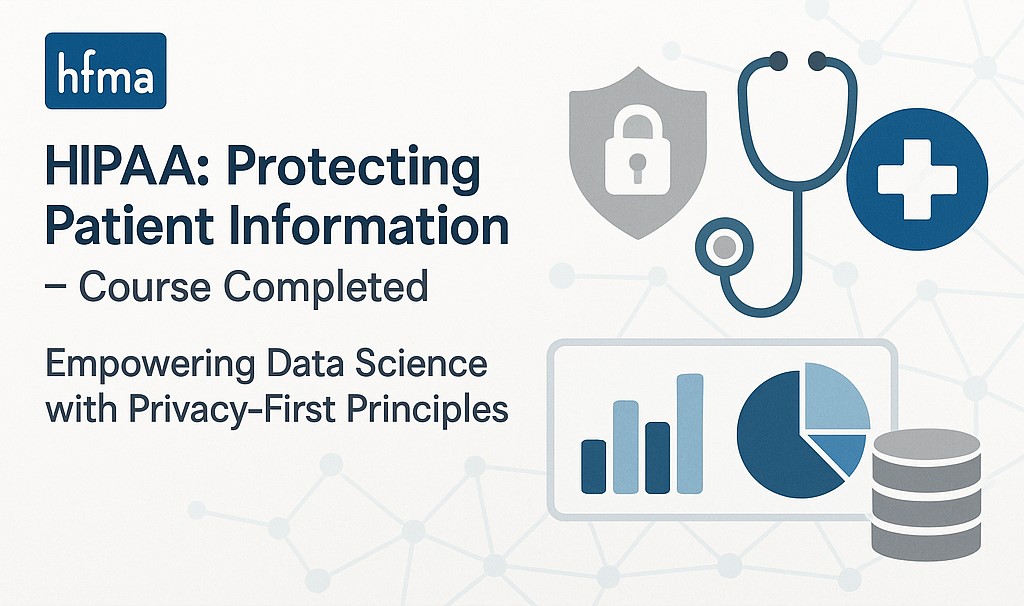 hfma
HIPAA: Protecting
Patient Information
– Course Completed
Empowering Data Science
with Privacy-First Principles